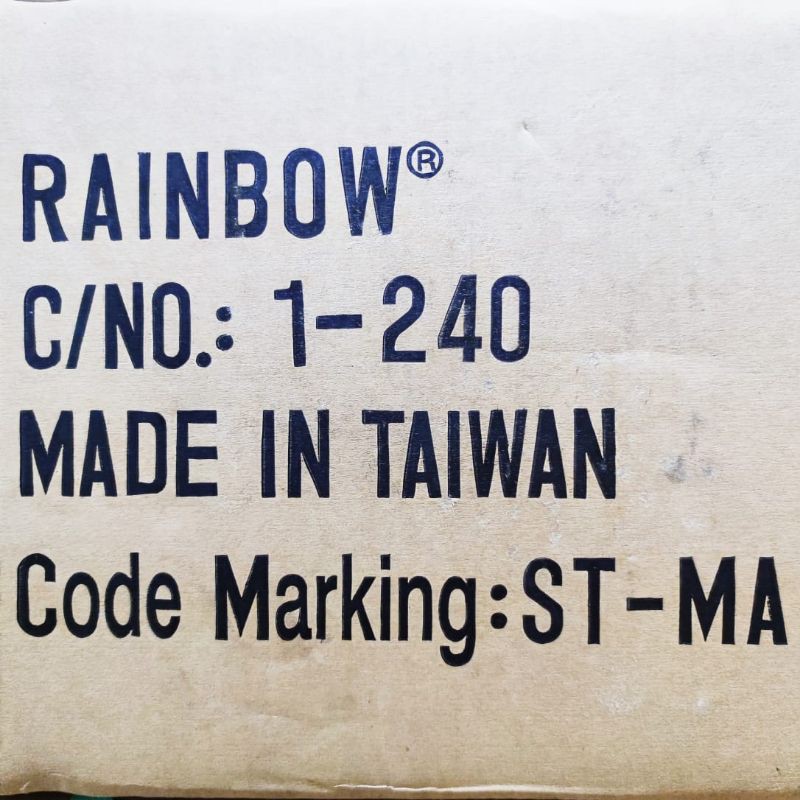 RAINBOW®
C/NO.: 1-240
MADE IN TAIWAN
Code Marking:ST-MA